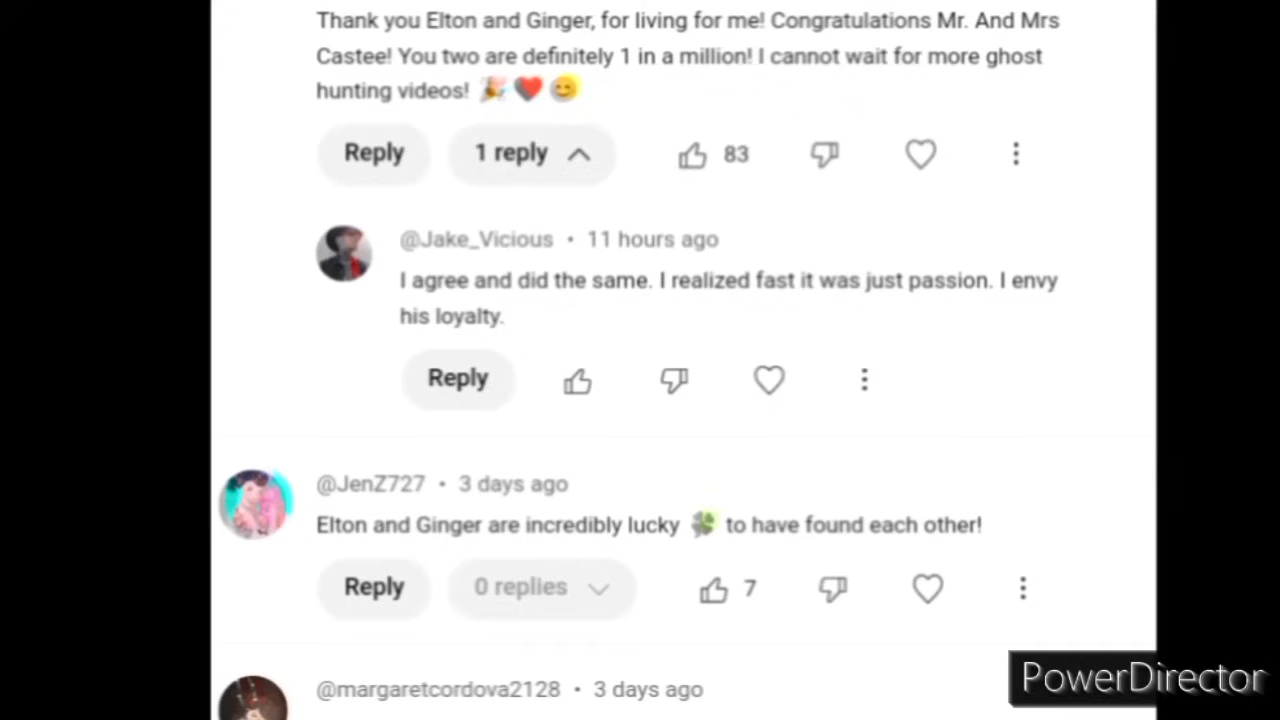 Thank you Elton and Ginger, for living for me! Congratulations Mr. And Mrs
Castee! You two are definitely 1 in a million! I cannot wait for more ghost
hunting videos! 🎉 ❤️ 😊
Reply 1 reply 83
@Jake_Vicious • 11 hours ago
I agree and did the same. I realized fast it was just passion. I envy
his loyalty.
Reply
@JenZ727 • 3 days ago
Elton and Ginger are incredibly lucky 🍀 to have found each other!
Reply 0 replies 7
@margaretcordova2128 • 3 days ago
PowerDirector